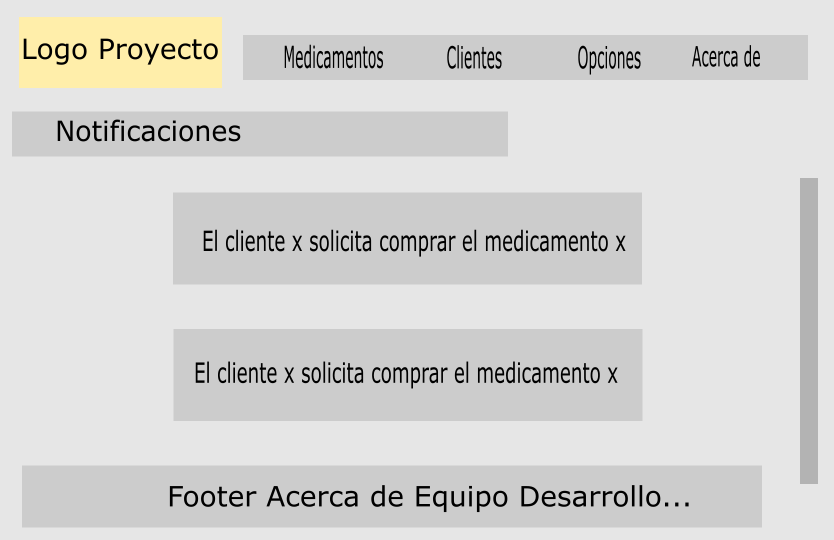 Logo Proyecto
Medicamentos Clientes Opciones Acerca de
Notificaciones
El cliente x solicita comprar el medicamento x
El cliente x solicita comprar el medicamento x
Footer Acerca de Equipo Desarrollo...